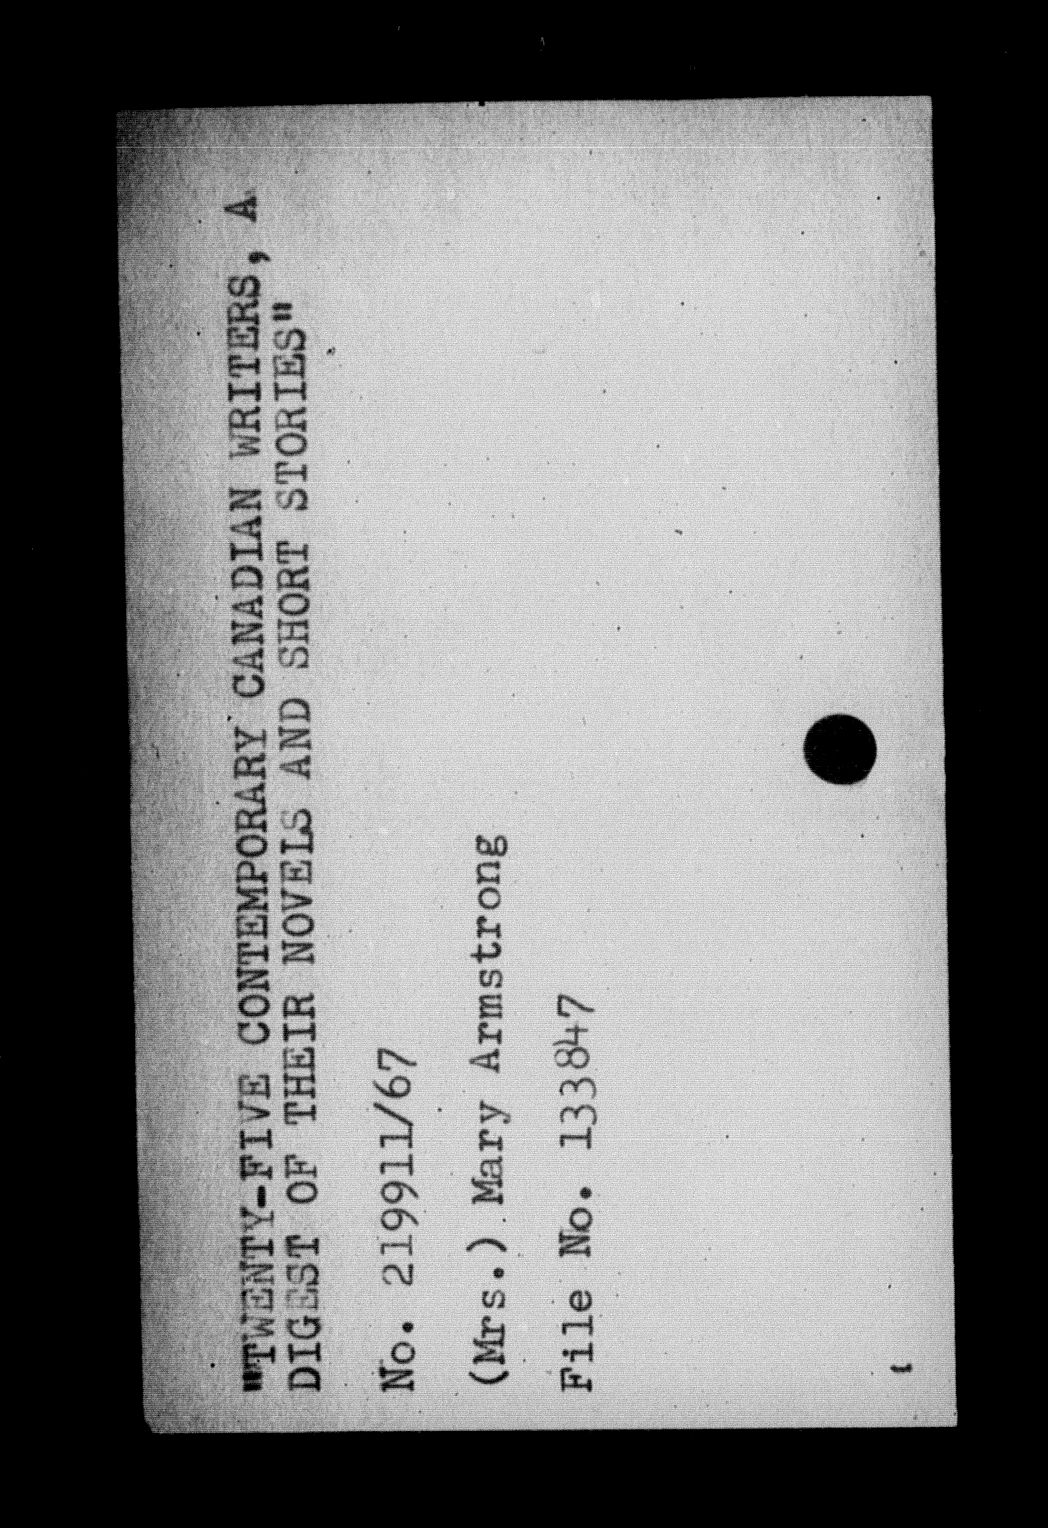 "TWENTY-FIVE CONTEMPORARY CANADIAN WRITERS, A
DIGEST OF THEIR NOVELS AND SHORT STORIES"
No. 219911/67
(Mrs.) Mary Armstrong
File No. 133847